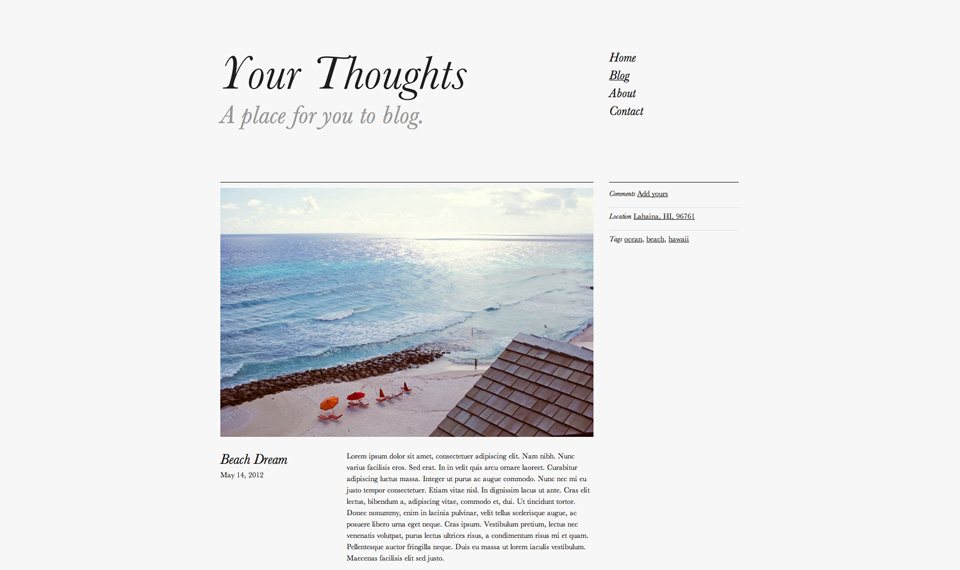 Your Thoughts
A place for you to blog.
Home
Blog
About
Contact
Comments Add yours
Location Lahaina, HI, 96761
Tags ocean, beach, hawaii
Beach Dream
May 14, 2012
Lorem ipsum dolor sit amet, consectetuer adipiscing elit. Nam nibh. Nunc
varius facilisis eros. Sed erat. In in velit quis arcu ornare laoreet. Curabitur
adipiscing luctus massa. Integer ut purus ac augue commodo. Nunc nec mi eu
justo tempor consectetuer. Etiam vitae nisl. In dignissim lacus ut ante. Cras elit
lectus, bibendum a, adipiscing vitae, commodo et, dui. Ut tincidunt tortor.
Donec nonummy, enim in lacinia pulvinar, velit tellus scelerisque augue, ac
posuere libero urna eget neque. Cras ipsum. Vestibulum pretium, lectus nec
venenatis volutpat, purus lectus ultrices risus, a condimentum risus mi et quam.
Pellentesque auctor fringilla neque. Duis eu massa ut lorem iaculis vestibulum.
Maecenas facilisis elit sed justo.